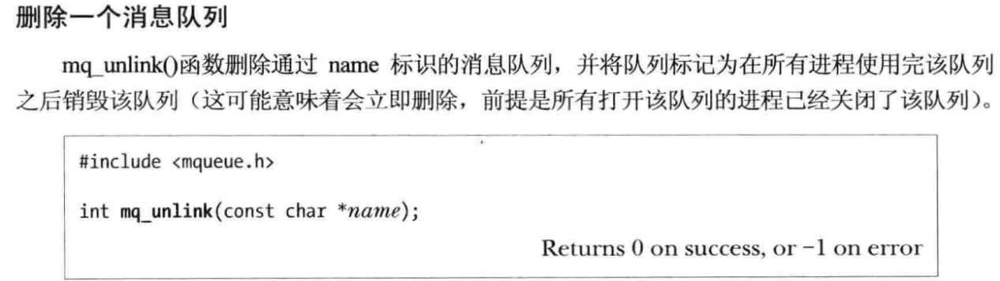 删除一个消息队列
mq_unlink()函数删除通过 name 标识的消息队列，并将队列标记为在所有进程使用完该队列
之后销毁该队列（这可能意味着会立即删除，前提是所有打开该队列的进程已经关闭了该队列）。
#include <mqueue.h>
int mq_unlink(const char *name);
Returns 0 on success, or −1 on error